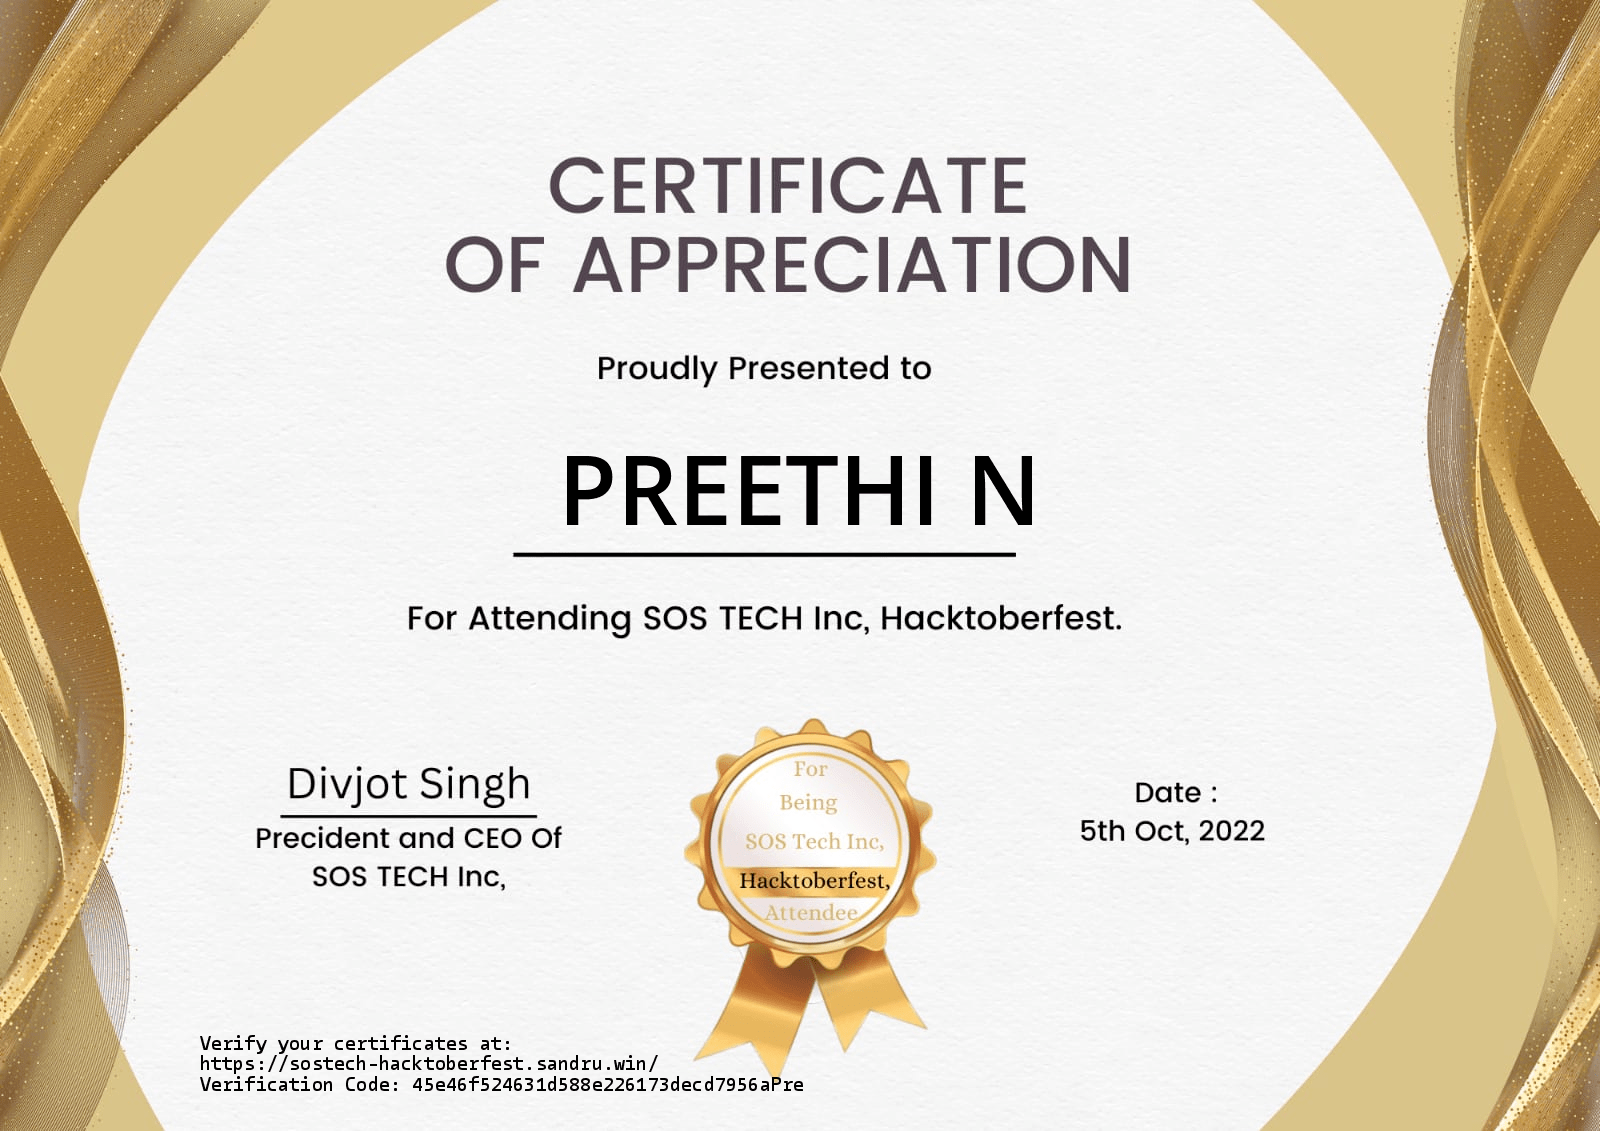 CERTIFICATE
OF APPRECIATION
Proudly Presented to
PREETHI N
For Attending SOS TECH Inc, Hacktoberfest.
Divjot Singh
Precident and CEO Of
SOS TECH Inc,
For
Being
SOS Tech Inc,
Hacktoberfest,
Attendee
Date :
5th Oct, 2022
Verify your certificates at:
https://sostech-hacktoberfest.sandru.win/
Verification Code: 45e46f524631d588e226173decd7956aPre